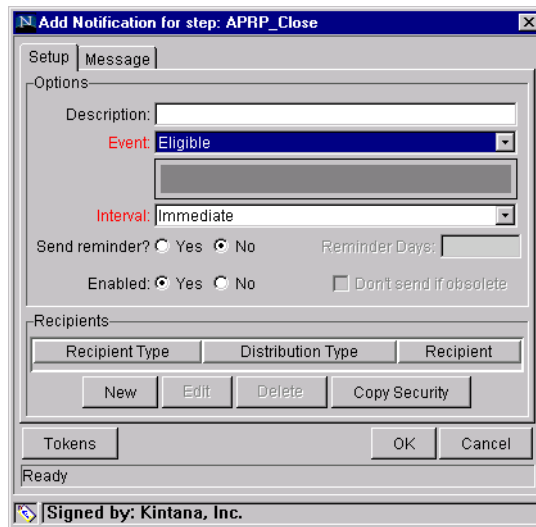 N Add Notification for step: APRP_Close
Setup Message
Options
Description:
Event: Eligible
Interval: Immediate
Send reminder? Yes No Reminder Days:
Enabled: Yes No Don't send if obsolete
Recipients
Recipient Type Distribution Type Recipient
New Edit Delete Copy Security
Tokens OK Cancel
Ready
Signed by: Kintana, Inc.